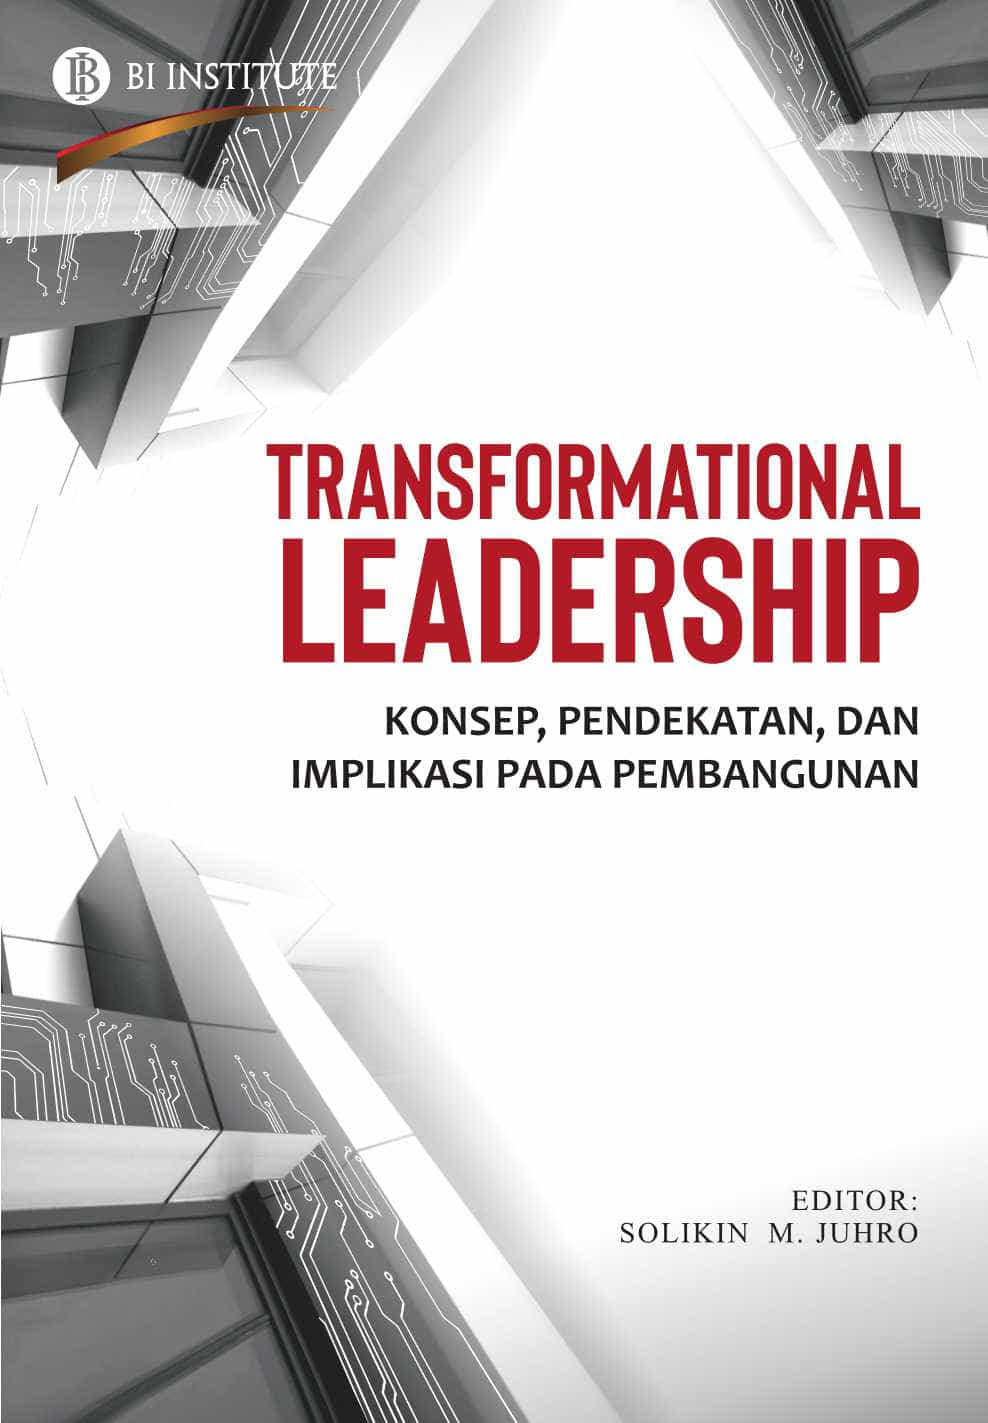 BI INSTITUTE
TRANSFORMATIONAL
LEADERSHIP
KONSEP, PENDEKATAN, DAN
IMPLIKASI PADA PEMBANGUNAN
EDITOR:
SOLIKIN M. JUHRO